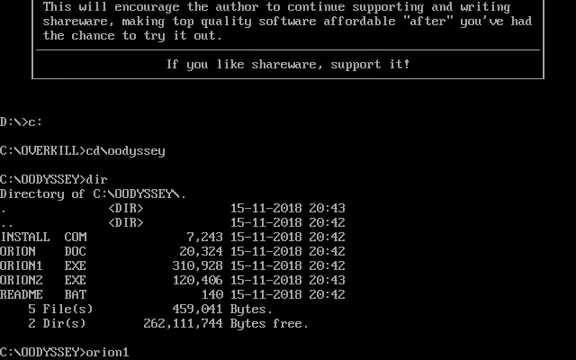 This will encourage the author to continue supporting and writing
shareware, making top quality software affordable "after" you've had
the chance to try it out.
If you like shareware, support it!
D:\>c:
C:\OVERKILL>cd\oodyssey
C:\OODYSSEY>dir
Directory of C:\OODYSSEY\.
. <DIR> 15-11-2018 20:43
.. <DIR> 15-11-2018 20:42
INSTALL COM 7,243 15-11-2018 20:42
ORION DOC 20,324 15-11-2018 20:42
ORION1 EXE 310,928 15-11-2018 20:42
ORION2 EXE 120,406 15-11-2018 20:43
README BAT 140 15-11-2018 20:42
5 File(s) 459,041 Bytes.
2 Dir(s) 262,111,744 Bytes free.
C:\OODYSSEY>orion1